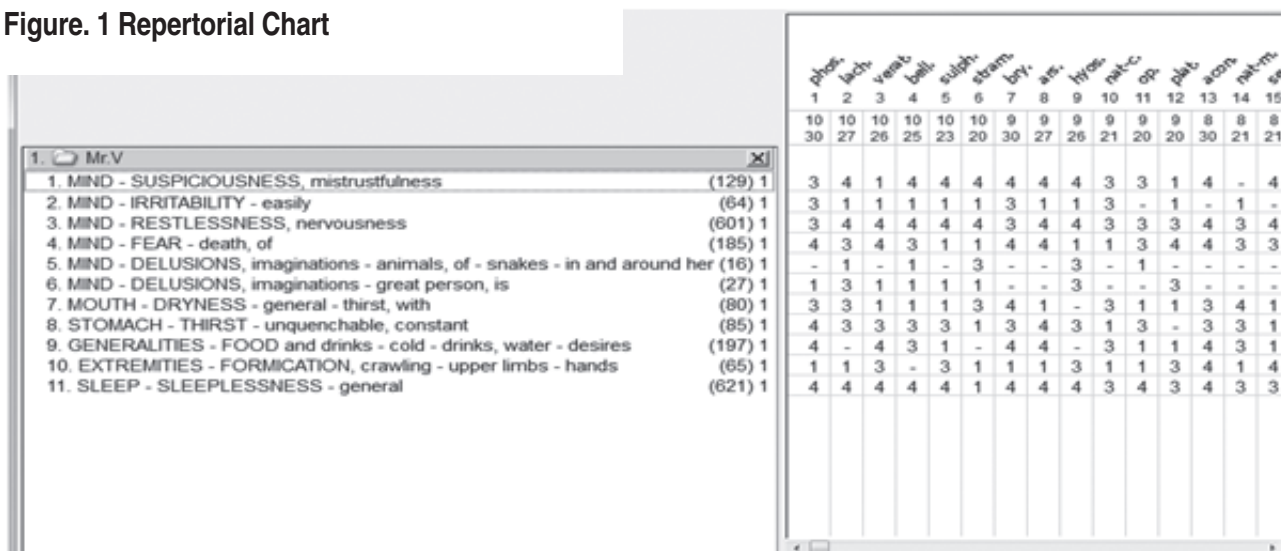 Figure. 1 Repertorial Chart
phos. lach. verat. bell. sulph. stram. bry. ars. hyos. nat-c. op. plat. acon. nat-m.
1 2 3 4 5 6 7 8 9 10 11 12 13 14 15
10 10 10 10 10 10 9 9 9 9 9 9 8 8 8
30 27 26 25 23 20 30 27 26 21 20 20 30 21 21
1. Mr.V
1. MIND - SUSPICIOUSNESS, mistrustfulness (129) 1 3 4 1 4 4 4 4 4 4 3 3 1 4 - 4
2. MIND - IRRITABILITY - easily (64) 1 3 1 1 1 1 1 3 1 1 3 - 1 - 1 -
3. MIND - RESTLESSNESS, nervousness (601) 1 3 4 4 4 4 4 3 4 4 3 3 3 4 3 4
4. MIND - FEAR - death, of (185) 1 4 3 4 3 1 1 4 4 1 1 3 4 4 3 3
5. MIND - DELUSIONS, imaginations - animals, of - snakes - in and around her (16) 1 - 1 - 1 - 3 - - 3 - 1 - - - -
6. MIND - DELUSIONS, imaginations - great person, is (27) 1 1 3 1 1 1 1 - - 3 - - 3 - - -
7. MOUTH - DRYNESS - general - thirst, with (80) 1 3 3 1 1 1 3 4 1 - 3 1 1 3 4 1
8. STOMACH - THIRST - unquenchable, constant (85) 1 4 3 3 3 3 1 3 4 3 1 3 - 3 3 1
9. GENERALITIES - FOOD and drinks - cold - drinks, water - desires (197) 1 4 - 4 3 1 - 4 4 - 3 1 1 4 3 1
10. EXTREMITIES - FORMICATION, crawling - upper limbs - hands (65) 1 1 1 3 - 3 1 1 1 3 1 1 3 4 1 4
11. SLEEP - SLEEPLESSNESS - general (621) 1 4 4 4 4 4 1 4 4 4 3 4 3 4 3 3